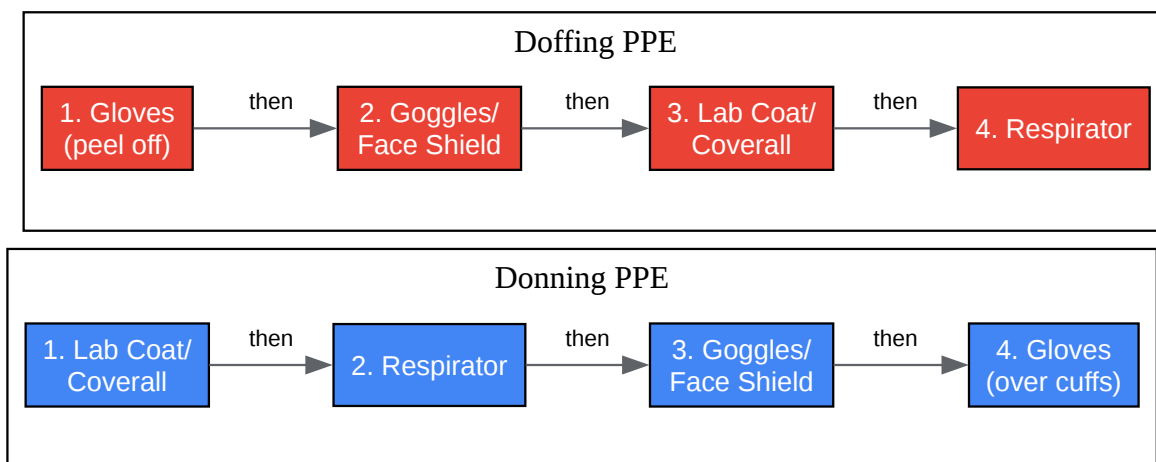 Doffing PPE
1. Gloves
(peel off)
then
2. Goggles/
Face Shield
then
3. Lab Coat/
Coverall
then
4. Respirator
Donning PPE
1. Lab Coat/
Coverall
then
2. Respirator
then
3. Goggles/
Face Shield
then
4. Gloves
(over cuffs)